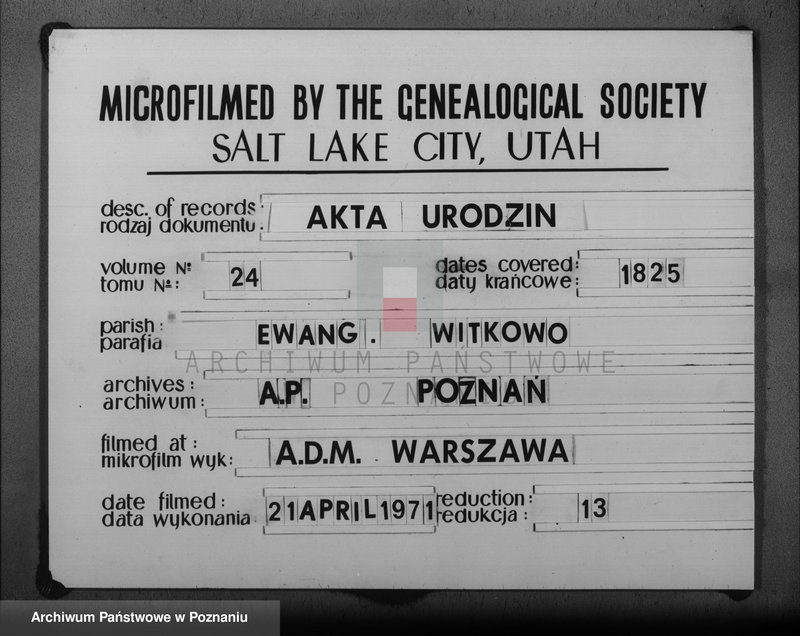 MICROFILMED BY THE GENEALOGICAL SOCIETY
SALT LAKE CITY, UTAH
desc. of records: AKTA URODZIN
rodzaj dokumentu:
volume Nº 24 dates covered: 1825
tomu Nº: daty krańcowe:
parish: EWANG. WITKOWO
parafia
ARCHIWUM PAŃSTWOWE
archives: A.P. POZNAŃ
archiwum:
POZNAŃ
filmed at: A.D.M. WARSZAWA
mikrofilm wyk:
date filmed: 21 APRIL 1971 reduction: 13
data wykonania redukcja:
Archiwum Państwowe w Poznaniu